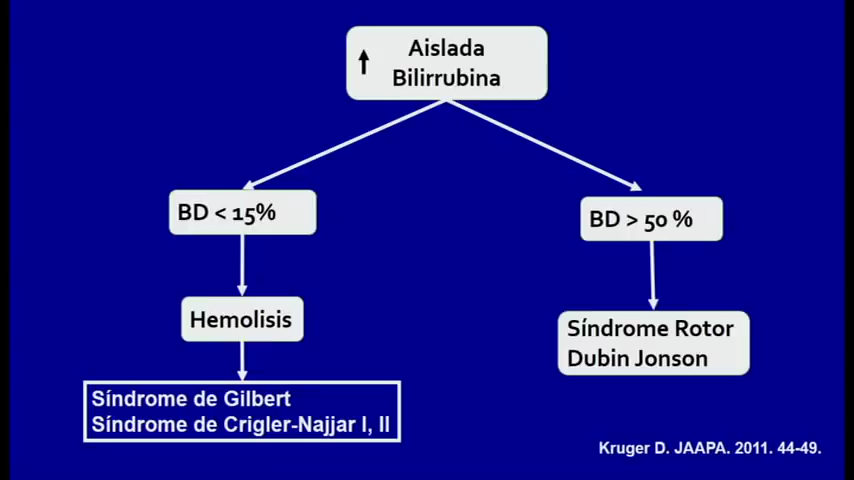 ↑ Aislada
Bilirrubina
BD < 15%
BD > 50 %
Hemolisis
Síndrome Rotor
Dubin Jonson
Síndrome de Gilbert
Síndrome de Crigler-Najjar I, II
Kruger D. JAAPA. 2011. 44-49.